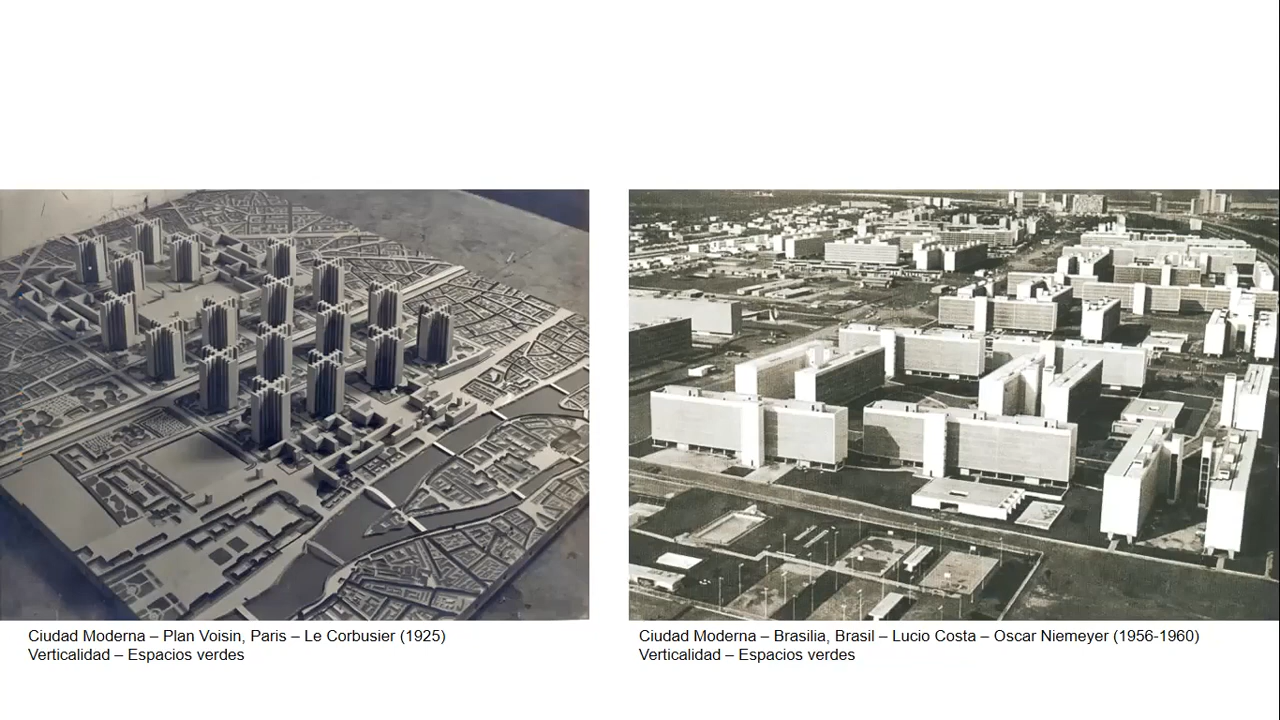 Ciudad Moderna – Plan Voisin, Paris – Le Corbusier (1925)
Verticalidad – Espacios verdes
Ciudad Moderna – Brasilia, Brasil – Lucio Costa – Oscar Niemeyer (1956-1960)
Verticalidad – Espacios verdes